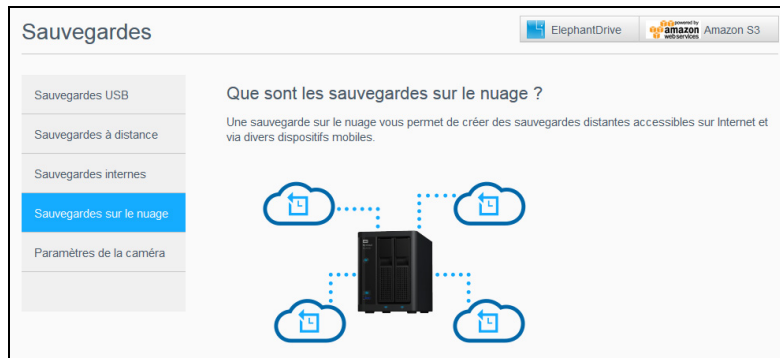 Sauvegardes
ElephantDrive
powered by
amazon
webservices
Amazon S3
Sauvegardes USB
Sauvegardes à distance
Sauvegardes internes
Sauvegardes sur le nuage
Paramètres de la caméra
Que sont les sauvegardes sur le nuage ?
Une sauvegarde sur le nuage vous permet de créer des sauvegardes distantes accessibles sur Internet et
via divers dispositifs mobiles.